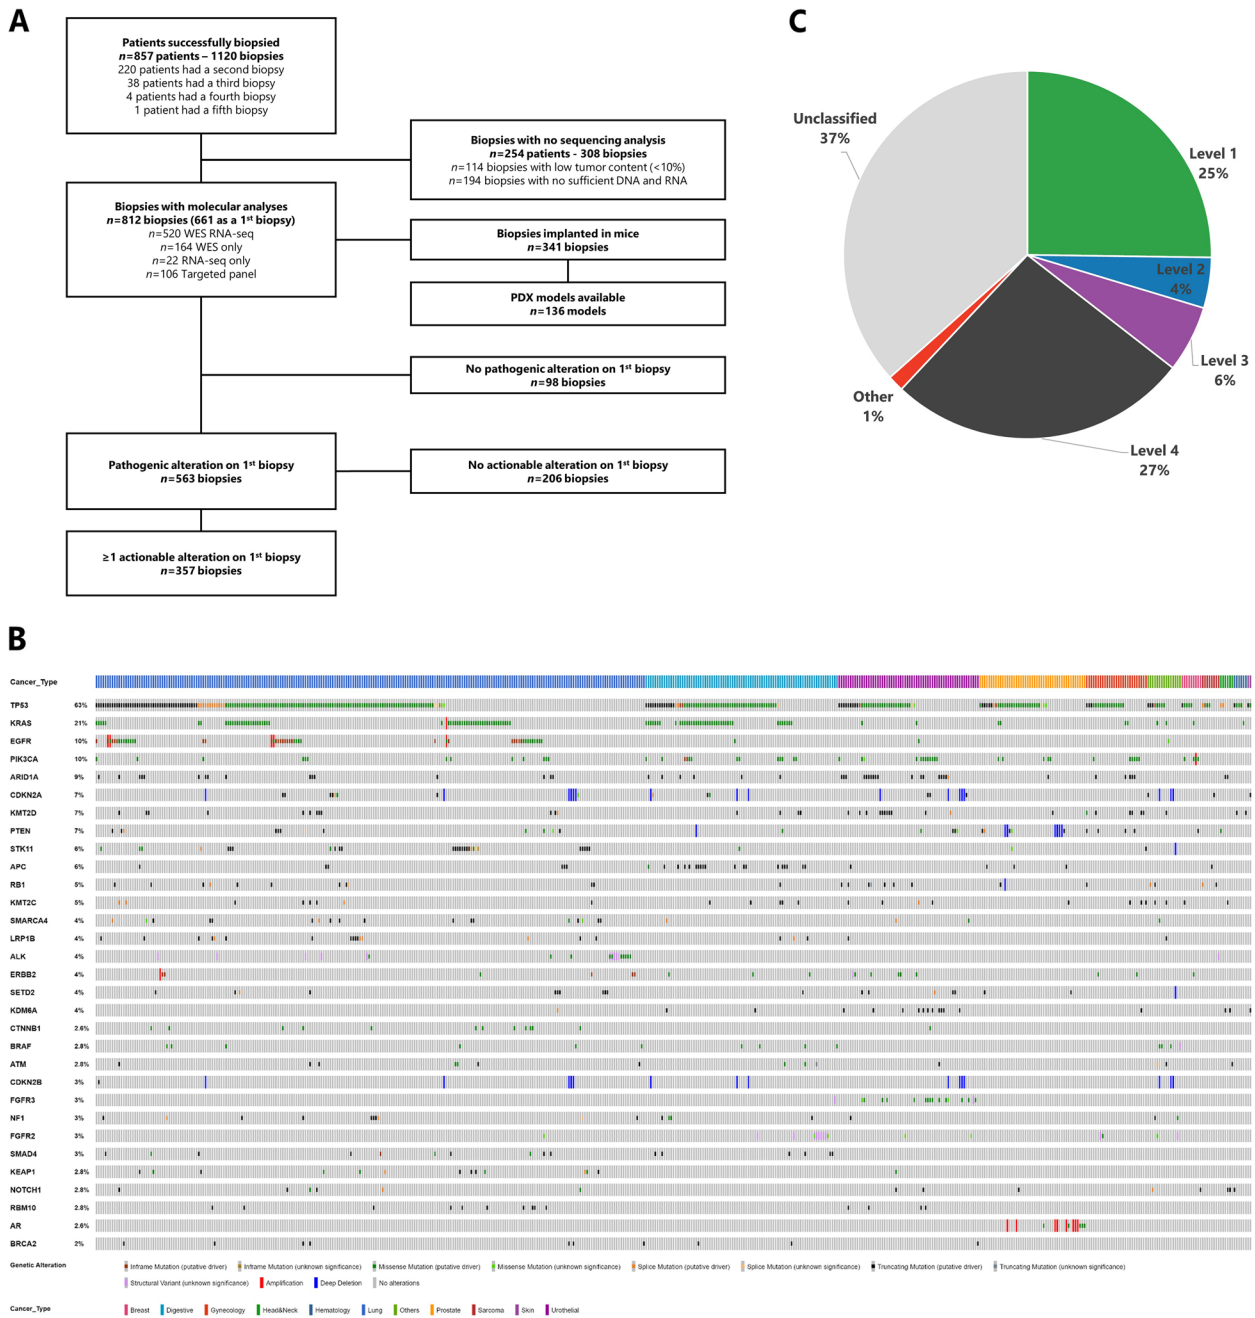 A
Patients successfully biopsied
n=857 patients – 1120 biopsies
220 patients had a second biopsy
38 patients had a third biopsy
4 patients had a fourth biopsy
1 patient had a fifth biopsy
Biopsies with no sequencing analysis
n=254 patients - 308 biopsies
n=114 biopsies with low tumor content (<10%)
n=194 biopsies with no sufficient DNA and RNA
Biopsies with molecular analyses
n=812 biopsies (661 as a 1st biopsy)
n=520 WES RNA-seq
n=164 WES only
n=22 RNA-seq only
n=106 Targeted panel
Biopsies implanted in mice
n=341 biopsies
PDX models available
n=136 models
No pathogenic alteration on 1st biopsy
n=98 biopsies
Pathogenic alteration on 1st biopsy
n=563 biopsies
No actionable alteration on 1st biopsy
n=206 biopsies
≥1 actionable alteration on 1st biopsy
n=357 biopsies
C
Unclassified
37%
Level 1
25%
Level 2
4%
Level 3
6%
Level 4
27%
Other
1%
B
Cancer_Type
TP53 63%
KRAS 21%
EGFR 10%
PIK3CA 10%
ARID1A 9%
CDKN2A 7%
KMT2D 7%
PTEN 7%
STK11 6%
APC 6%
RB1 5%
KMT2C 5%
SMARCA4 4%
LRP1B 4%
ALK 4%
ERBB2 4%
SETD2 4%
KDM6A 4%
CTNNB1 2.6%
BRAF 2.8%
ATM 2.8%
CDKN2B 3%
FGFR3 3%
NF1 3%
FGFR2 3%
SMAD4 3%
KEAP1 2.8%
NOTCH1 2.8%
RBM10 2.8%
AR 2.6%
BRCA2 2%
Genetic Alteration Inframe Mutation (putative driver) Inframe Mutation (unknown significance) Missense Mutation (putative driver) Missense Mutation (unknown significance) Splice Mutation (putative driver) Splice Mutation (unknown significance) Truncating Mutation (putative driver) Truncating Mutation (unknown significance)
Structural Variant (unknown significance) Amplification Deep Deletion No alterations
Cancer_Type Breast Digestive Gynecology Head&Neck Hematology Lung Others Prostate Sarcoma Skin Urothelial